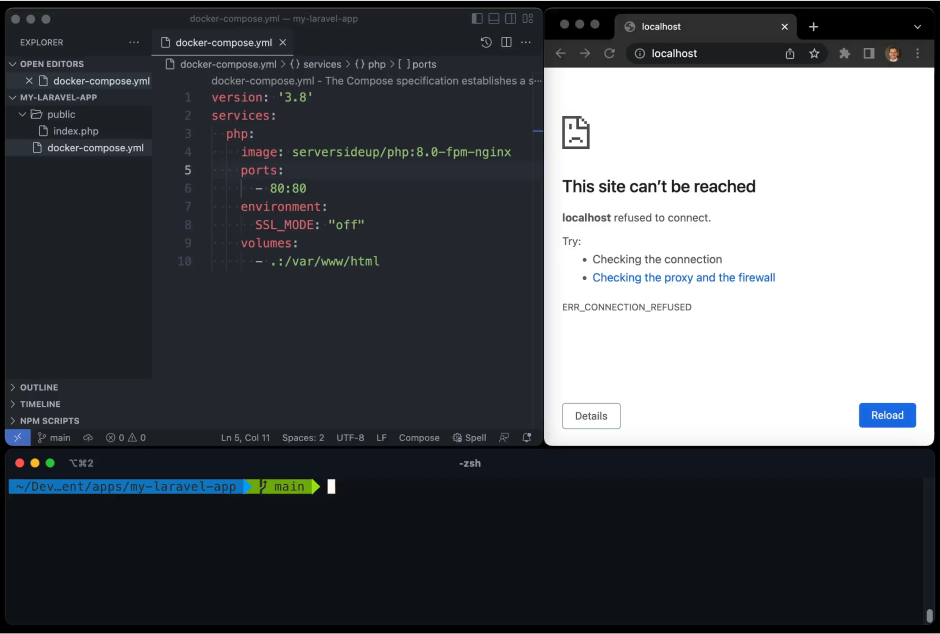 docker-compose.yml — my-laravel-app
EXPLORER
OPEN EDITORS
docker-compose.yml
MY-LARAVEL-APP
public
index.php
docker-compose.yml
OUTLINE
TIMELINE
NPM SCRIPTS
docker-compose.yml
docker-compose.yml > {} services > {} php > [ ] ports
docker-compose.yml - The Compose specification establishes a s…
1 version: '3.8'
2 services:
3 php:
4 image: serversideup/php:8.0-fpm-nginx
5 ports:
6 - 80:80
7 environment:
8 SSL_MODE: "off"
9 volumes:
10 - .:/var/www/html
main 0 0 Ln 5, Col 11 Spaces: 2 UTF-8 LF Compose Spell
localhost
localhost
This site can’t be reached
localhost refused to connect.
Try:
• Checking the connection
• Checking the proxy and the firewall
ERR_CONNECTION_REFUSED
Details
Reload
⌥⌘2 -zsh
~/Dev…ent/apps/my-laravel-app main